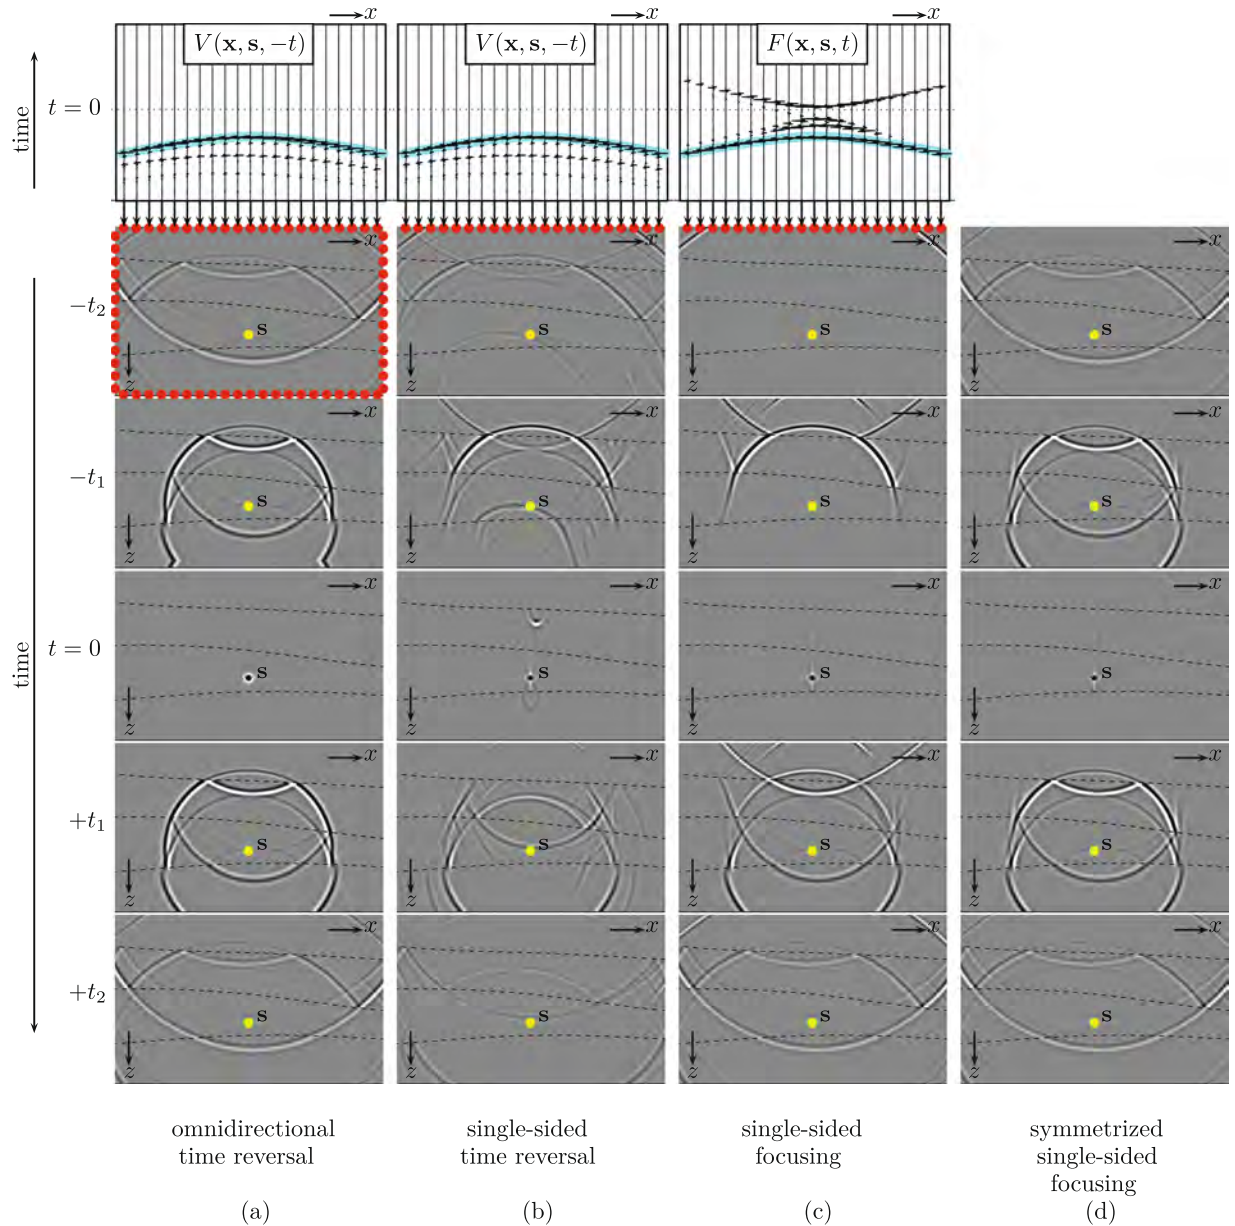 x x x
V(x, s, −t) V(x, s, −t) F(x, s, t)
time
t = 0
x x x x
−t₂
s s s s
z z z z
x x x x
−t₁
s s s s
z z z z
time
t = 0
x x x x
s s s s
z z z z
x x x x
+t₁
s s s s
z z z z
x x x x
+t₂
s s s s
z z z z
omnidirectional
time reversal
(a)
single-sided
time reversal
(b)
single-sided
focusing
(c)
symmetrized
single-sided
focusing
(d)